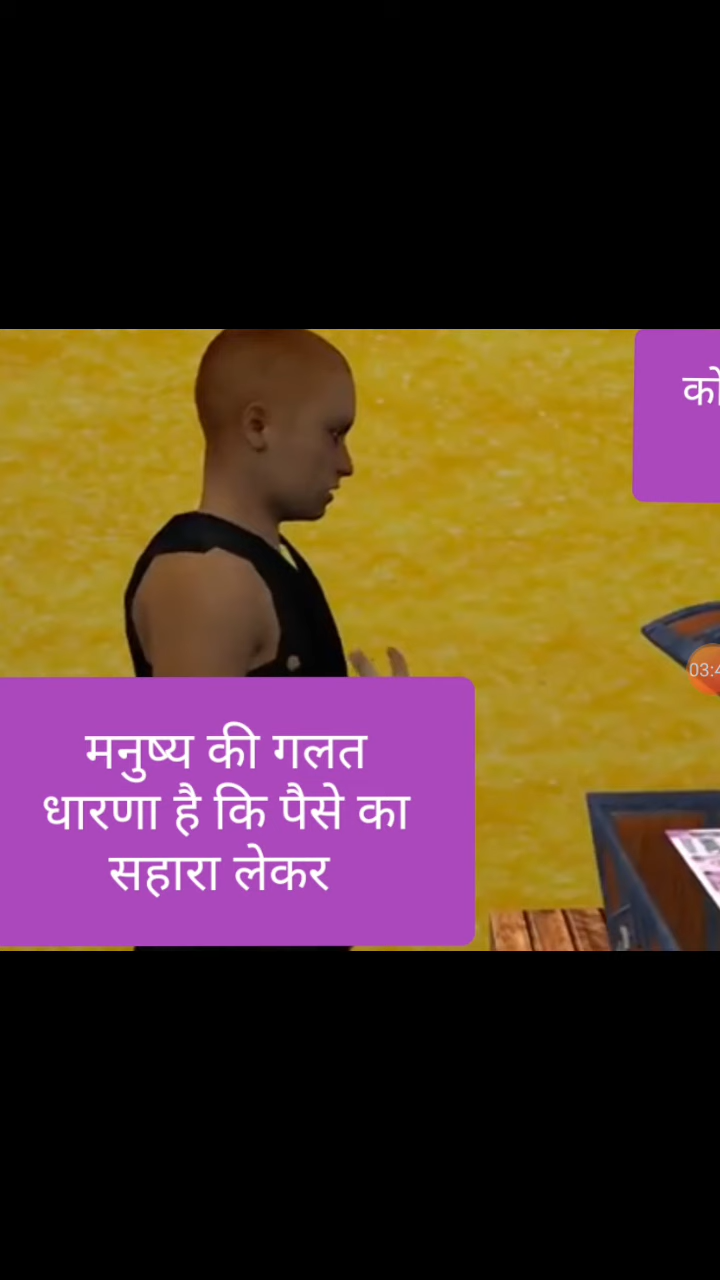 को
मनुष्य की गलत
धारणा है कि पैसे का
सहारा लेकर